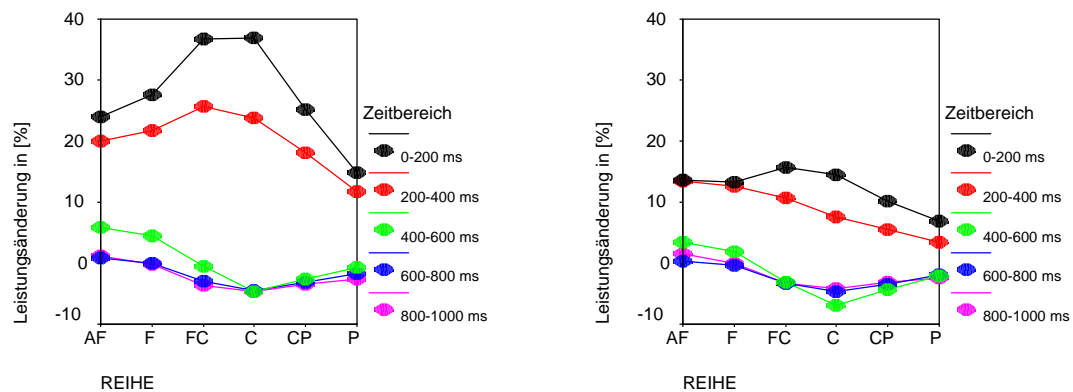 Leistungsänderung in [%]
40
30
20
10
0
-10
AF F FC C CP P
REIHE
Zeitbereich
0-200 ms
200-400 ms
400-600 ms
600-800 ms
800-1000 ms
Leistungsänderung in [%]
40
30
20
10
0
-10
AF F FC C CP P
REIHE
Zeitbereich
0-200 ms
200-400 ms
400-600 ms
600-800 ms
800-1000 ms